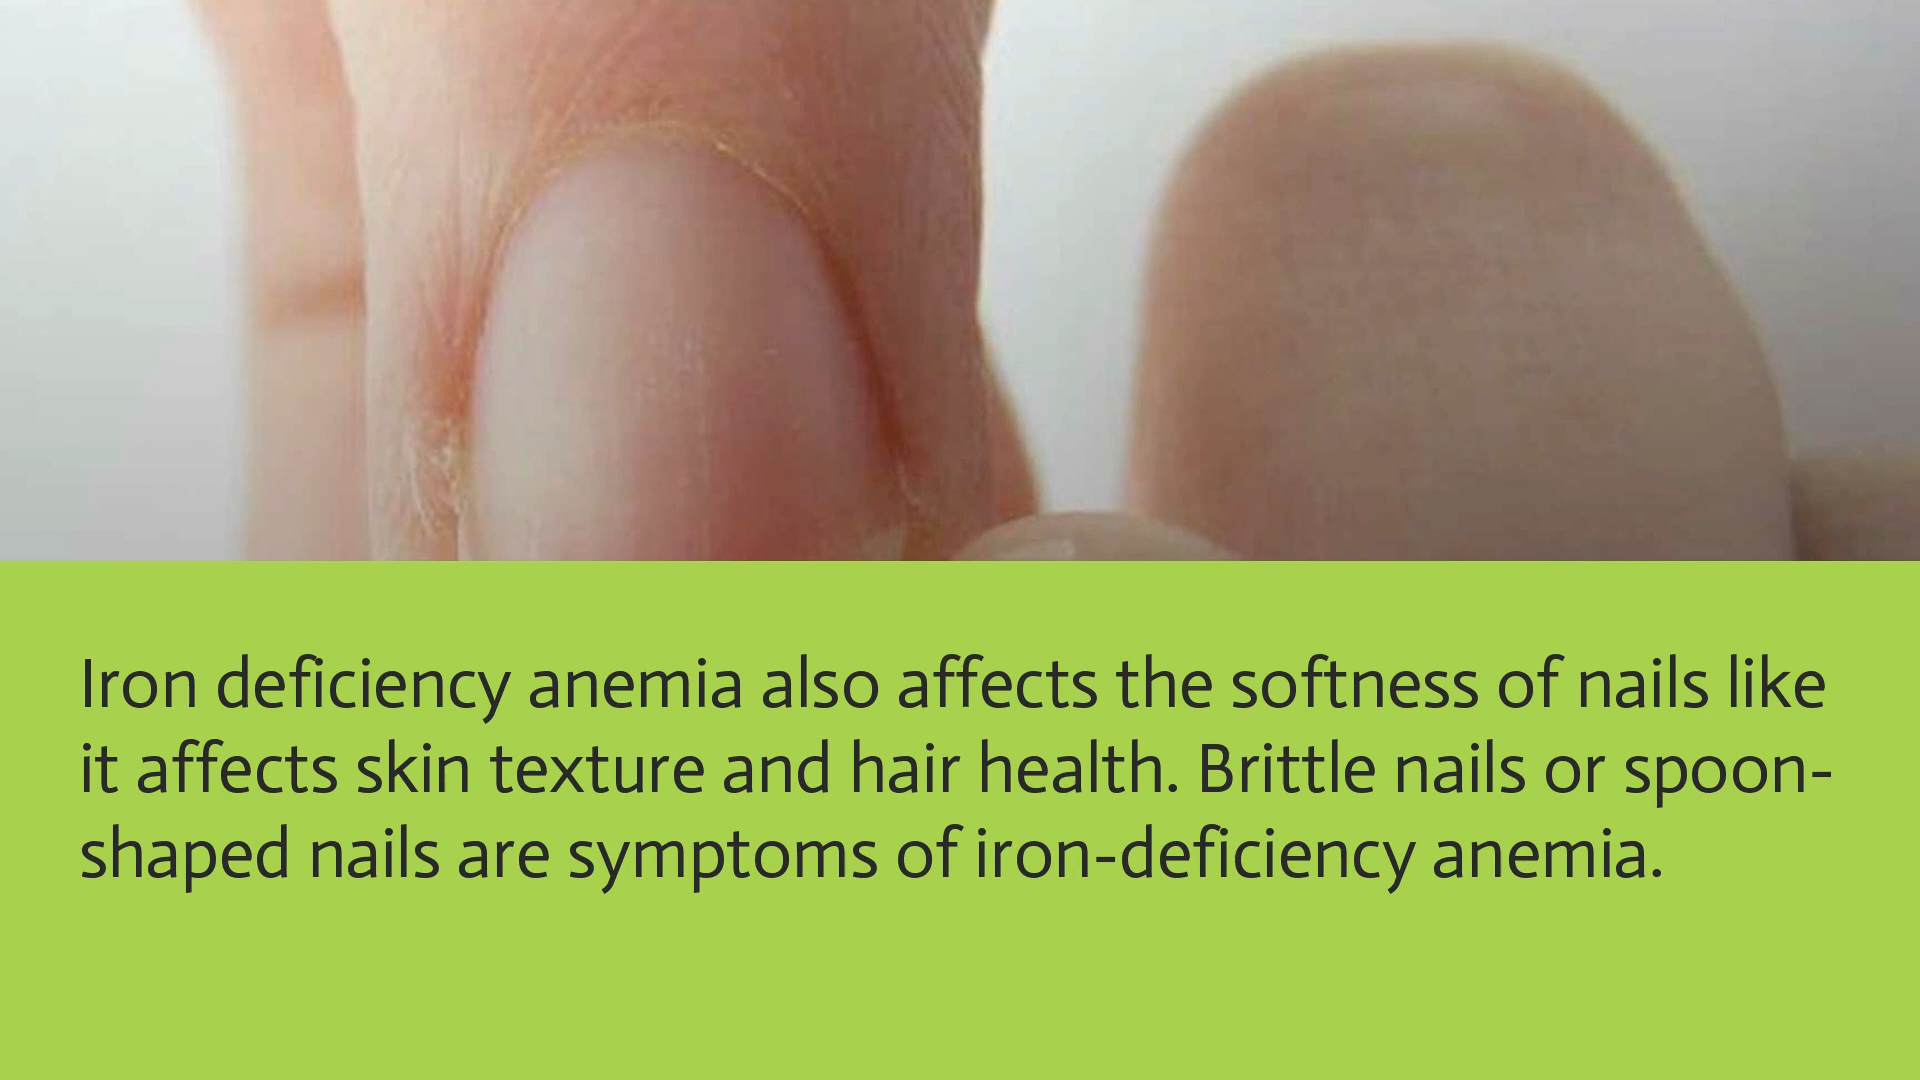 Iron deficiency anemia also affects the softness of nails like
it affects skin texture and hair health. Brittle nails or spoon-
shaped nails are symptoms of iron-deficiency anemia.